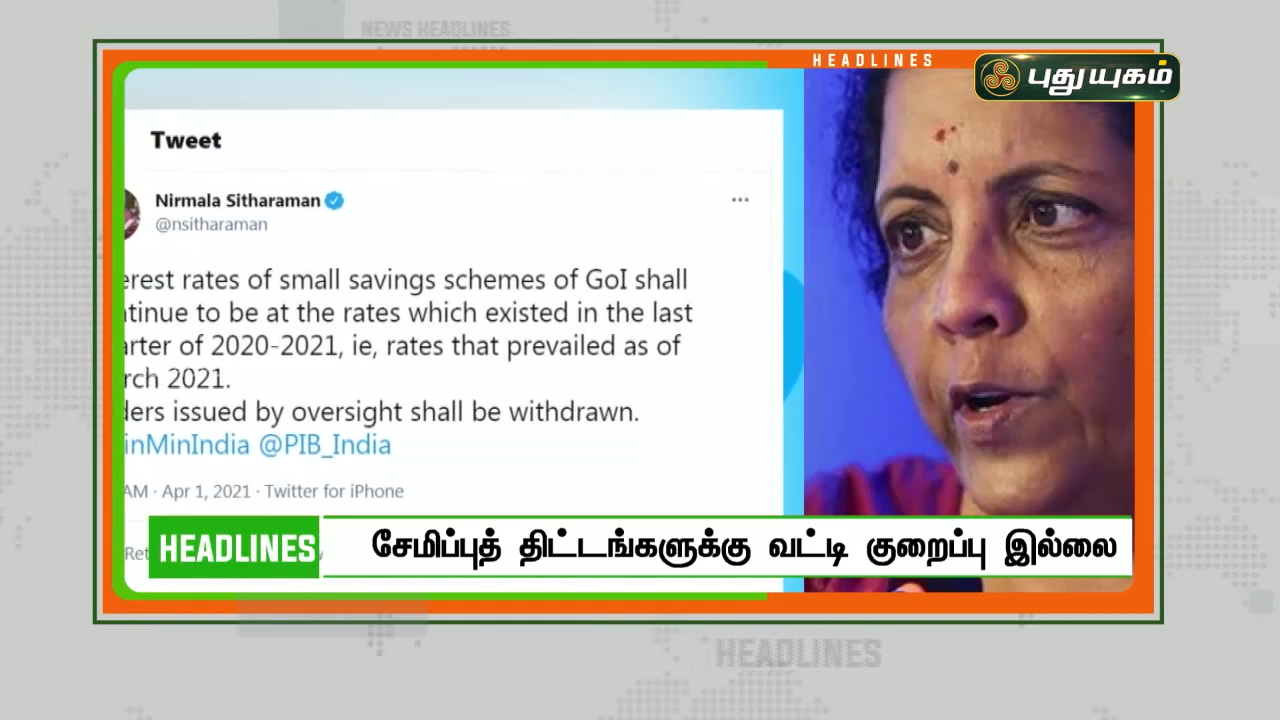 NEWS HEADLINES
HEADLINES
புதுயுகம்
Tweet
Nirmala Sitharaman
@nsitharaman
erest rates of small savings schemes of GoI shall
ntinue to be at the rates which existed in the last
arter of 2020-2021, ie, rates that prevailed as of
rch 2021.
ders issued by oversight shall be withdrawn.
inMinIndia @PIB_India
AM · Apr 1, 2021 · Twitter for iPhone
Ret
HEADLINES
சேமிப்புத் திட்டங்களுக்கு வட்டி குறைப்பு இல்லை
HEADLINES